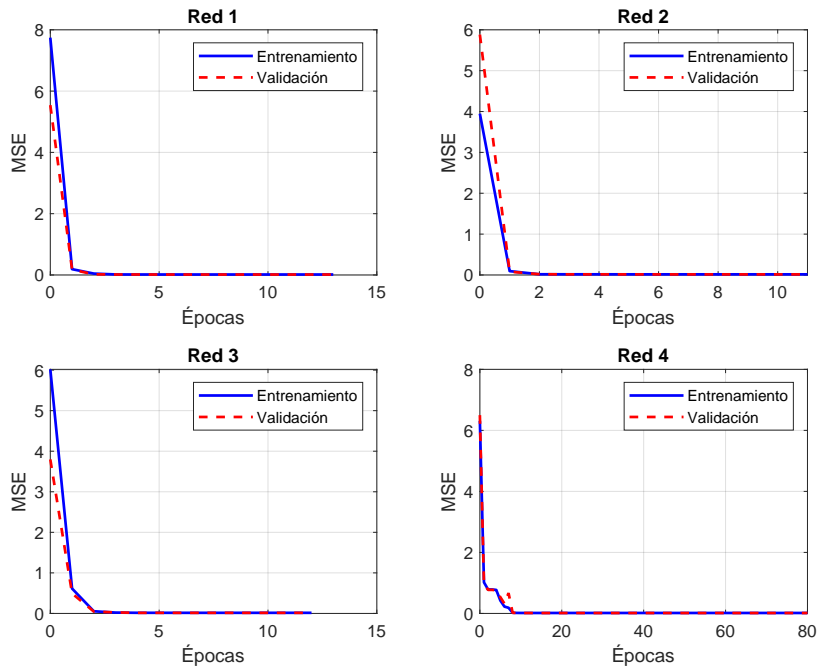 Red 1
8
6
4
2
0
MSE
Entrenamiento
Validación
0 5 10 15
Épocas
Red 2
6
5
4
3
2
1
0
MSE
Entrenamiento
Validación
0 2 4 6 8 10
Épocas
Red 3
6
5
4
3
2
1
0
MSE
Entrenamiento
Validación
0 5 10 15
Épocas
Red 4
8
6
4
2
0
MSE
Entrenamiento
Validación
0 20 40 60 80
Épocas